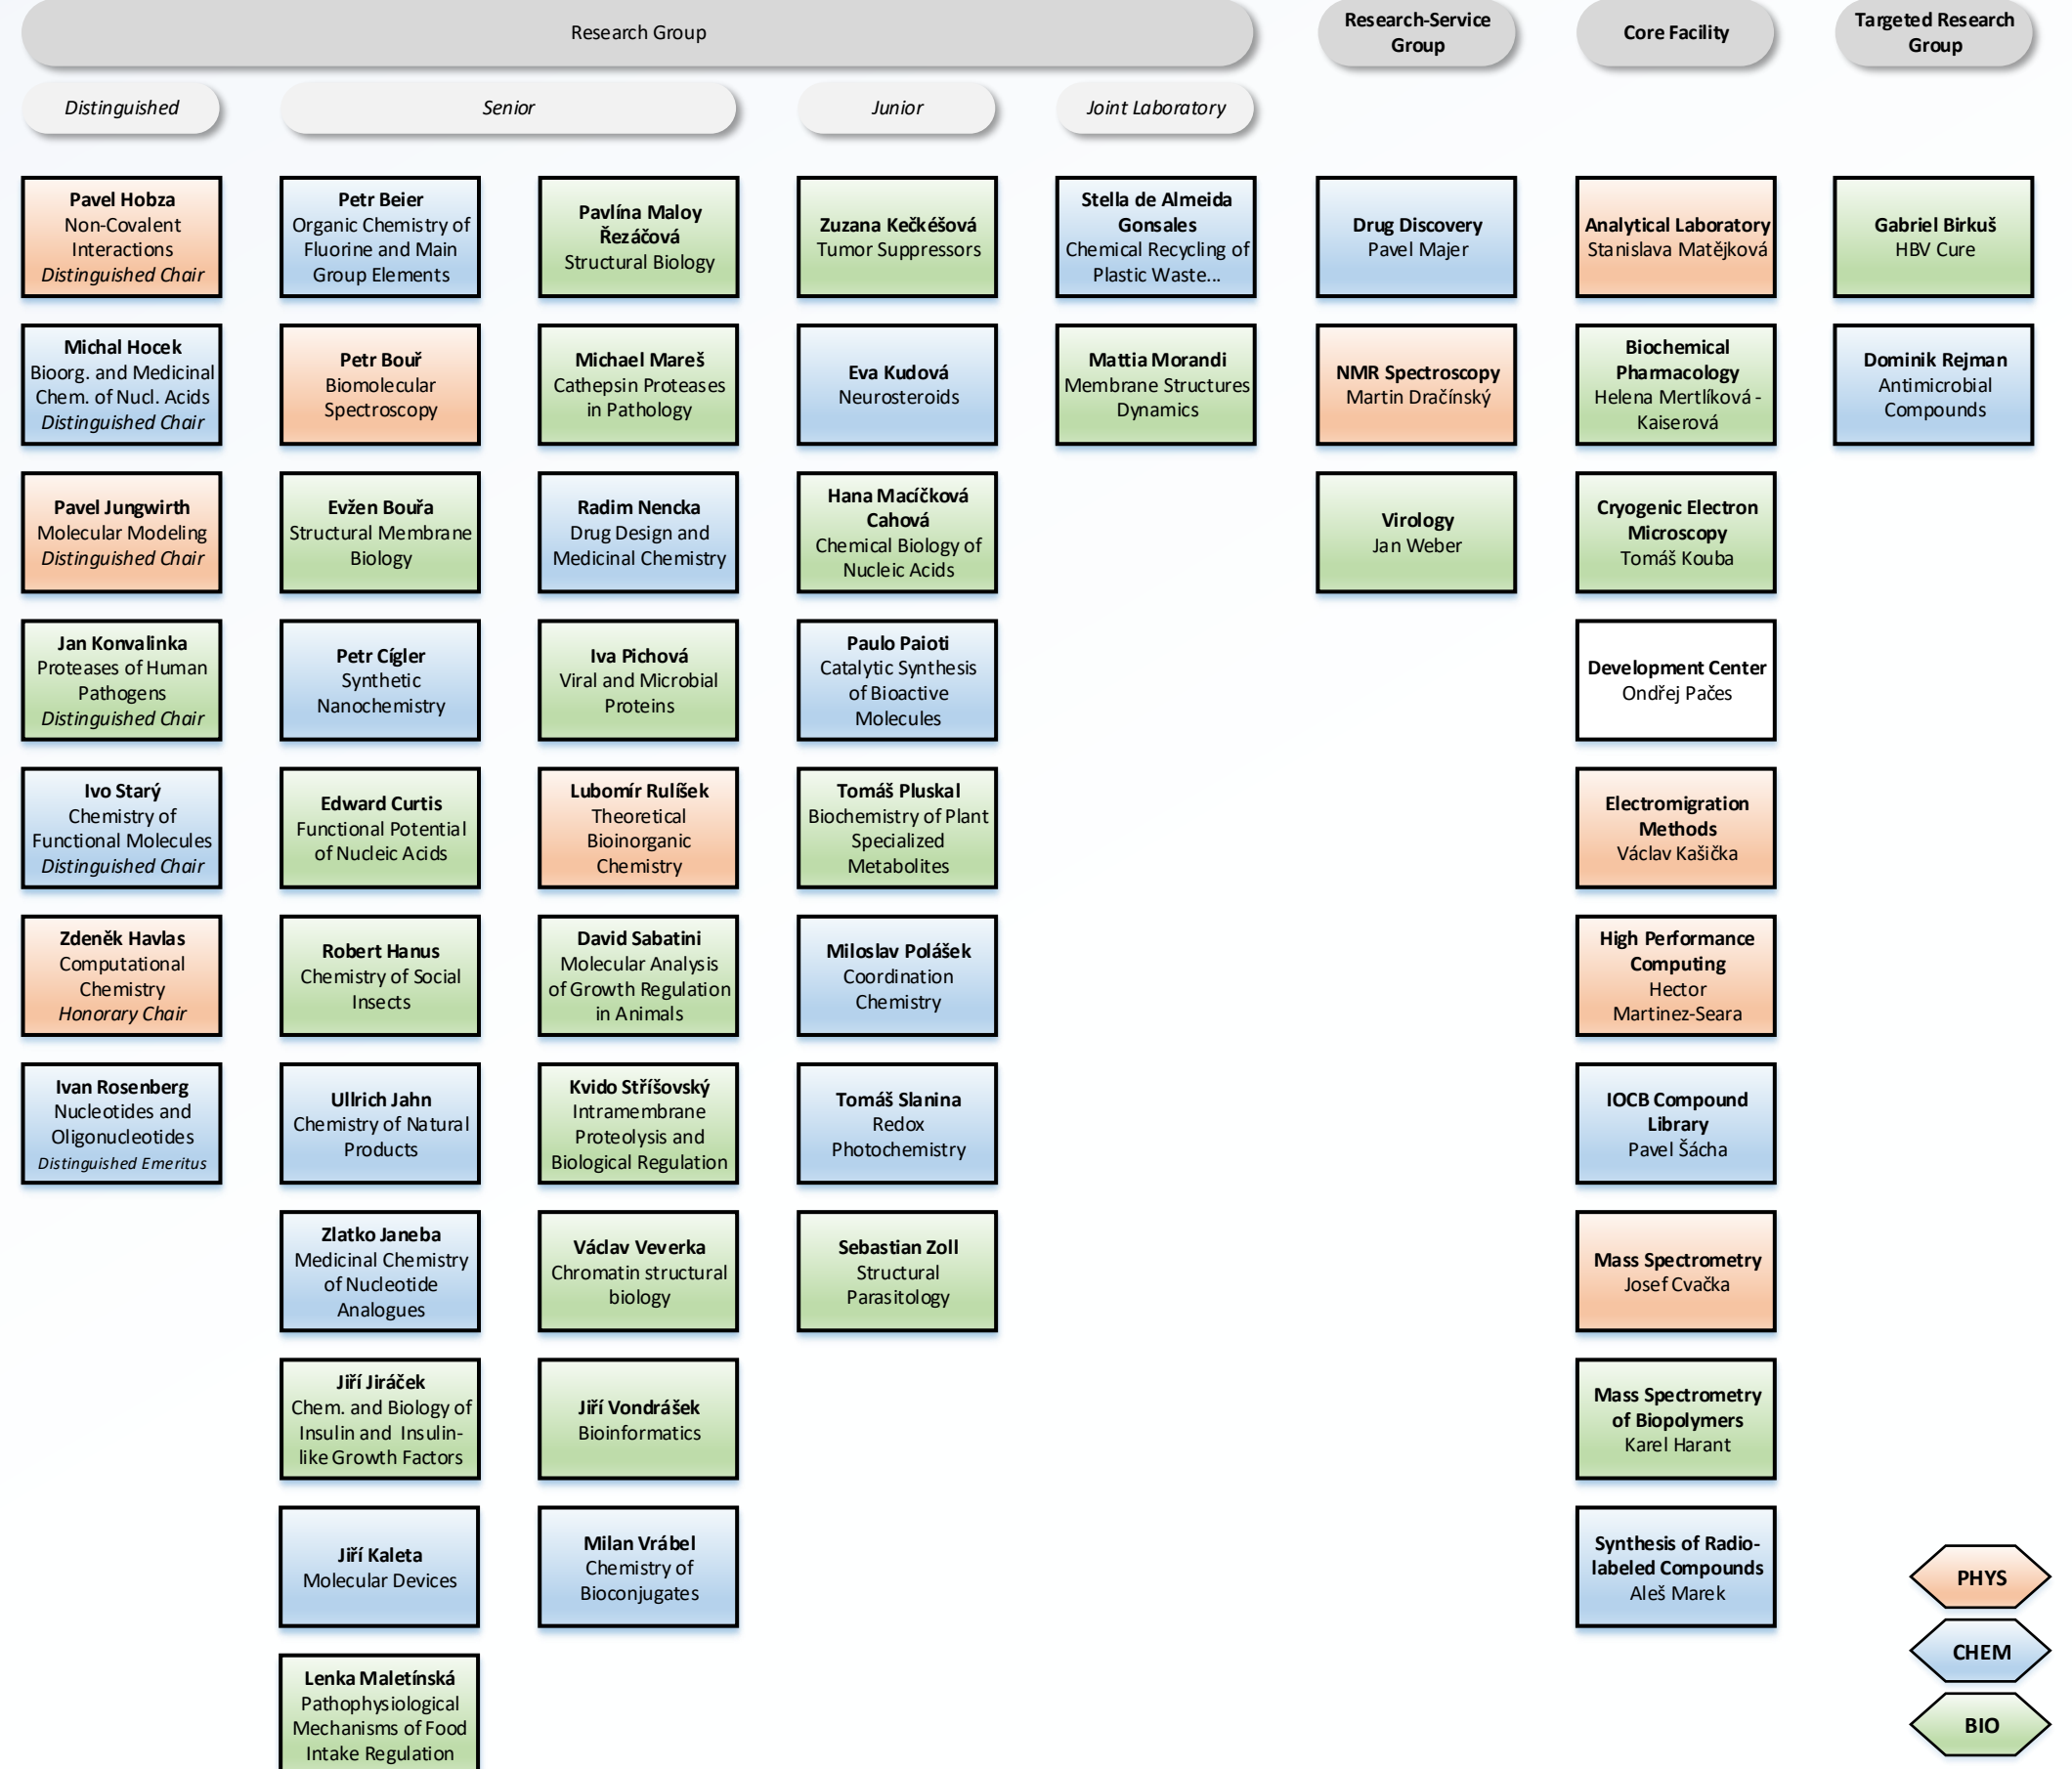 Research Group
Research-Service
Group
Core Facility
Targeted Research
Group
Distinguished
Senior
Junior
Joint Laboratory
Pavel Hobza
Non-Covalent
Interactions
Distinguished Chair
Michal Hocek
Bioorg. and Medicinal
Chem. of Nucl. Acids
Distinguished Chair
Pavel Jungwirth
Molecular Modeling
Distinguished Chair
Jan Konvalinka
Proteases of Human
Pathogens
Distinguished Chair
Ivo Starý
Chemistry of
Functional Molecules
Distinguished Chair
Zdeněk Havlas
Computational
Chemistry
Honorary Chair
Ivan Rosenberg
Nucleotides and
Oligonucleotides
Distinguished Emeritus
Petr Beier
Organic Chemistry of
Fluorine and Main
Group Elements
Petr Bouř
Biomolecular
Spectroscopy
Evžen Bouřa
Structural Membrane
Biology
Petr Cígler
Synthetic
Nanochemistry
Edward Curtis
Functional Potential
of Nucleic Acids
Robert Hanus
Chemistry of Social
Insects
Ullrich Jahn
Chemistry of Natural
Products
Zlatko Janeba
Medicinal Chemistry
of Nucleotide
Analogues
Jiří Jiráček
Chem. and Biology of
Insulin and Insulin-
like Growth Factors
Jiří Kaleta
Molecular Devices
Lenka Maletínská
Pathophysiological
Mechanisms of Food
Intake Regulation
Pavlína Maloy
Řezáčová
Structural Biology
Michael Mareš
Cathepsin Proteases
in Pathology
Radim Nencka
Drug Design and
Medicinal Chemistry
Iva Pichová
Viral and Microbial
Proteins
Lubomír Rulíšek
Theoretical
Bioinorganic
Chemistry
David Sabatini
Molecular Analysis
of Growth Regulation
in Animals
Kvido Stříšovský
Intramembrane
Proteolysis and
Biological Regulation
Václav Veverka
Chromatin structural
biology
Jiří Vondrášek
Bioinformatics
Milan Vrábel
Chemistry of
Bioconjugates
Zuzana Kečkéšová
Tumor Suppressors
Eva Kudová
Neurosteroids
Hana Macíčková
Cahová
Chemical Biology of
Nucleic Acids
Paulo Paioti
Catalytic Synthesis
of Bioactive
Molecules
Tomáš Pluskal
Biochemistry of Plant
Specialized
Metabolites
Miloslav Polášek
Coordination
Chemistry
Tomáš Slanina
Redox
Photochemistry
Sebastian Zoll
Structural
Parasitology
Stella de Almeida
Gonsales
Chemical Recycling of
Plastic Waste...
Mattia Morandi
Membrane Structures
Dynamics
Drug Discovery
Pavel Majer
NMR Spectroscopy
Martin Dračínský
Virology
Jan Weber
Analytical Laboratory
Stanislava Matějková
Biochemical
Pharmacology
Helena Mertlíková -
Kaiserová
Cryogenic Electron
Microscopy
Tomáš Kouba
Development Center
Ondřej Pačes
Electromigration
Methods
Václav Kašička
High Performance
Computing
Hector
Martinez-Seara
IOCB Compound
Library
Pavel Šácha
Mass Spectrometry
Josef Cvačka
Mass Spectrometry
of Biopolymers
Karel Harant
Synthesis of Radio-
labeled Compounds
Aleš Marek
Gabriel Birkuš
HBV Cure
Dominik Rejman
Antimicrobial
Compounds
PHYS
CHEM
BIO